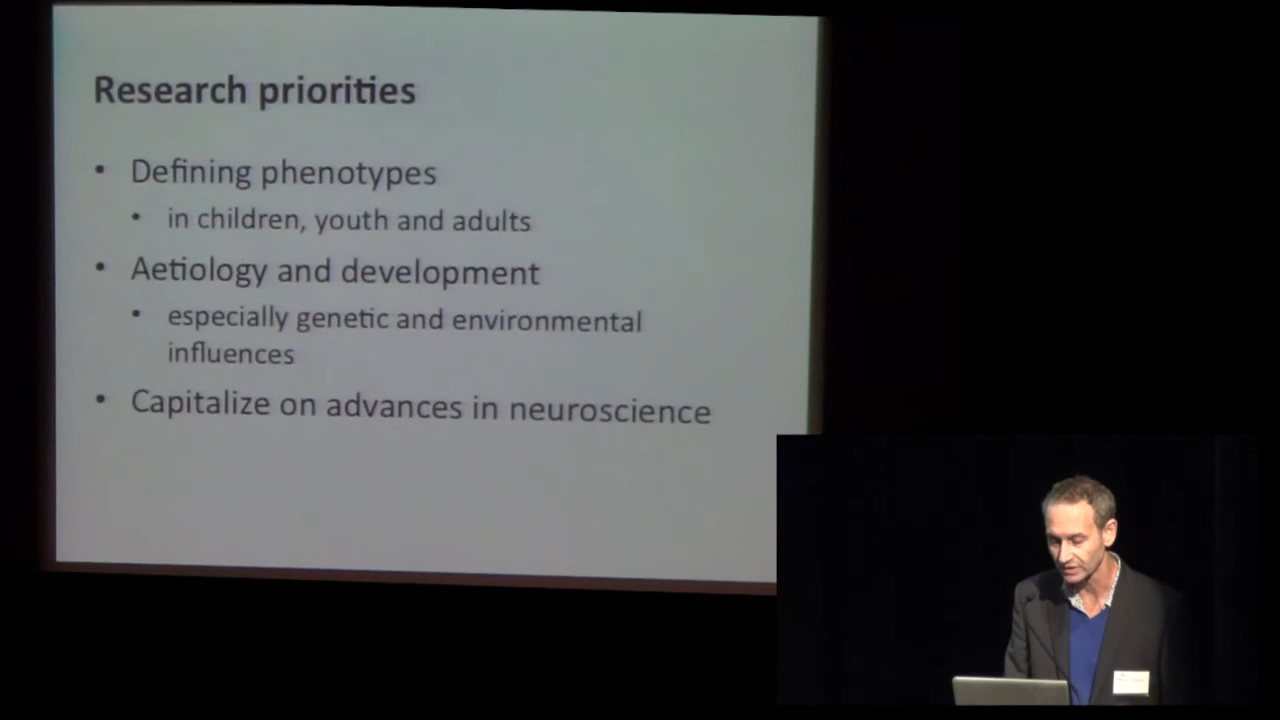 Research priorities
• Defining phenotypes
• in children, youth and adults
• Aetiology and development
• especially genetic and environmental
influences
• Capitalize on advances in neuroscience